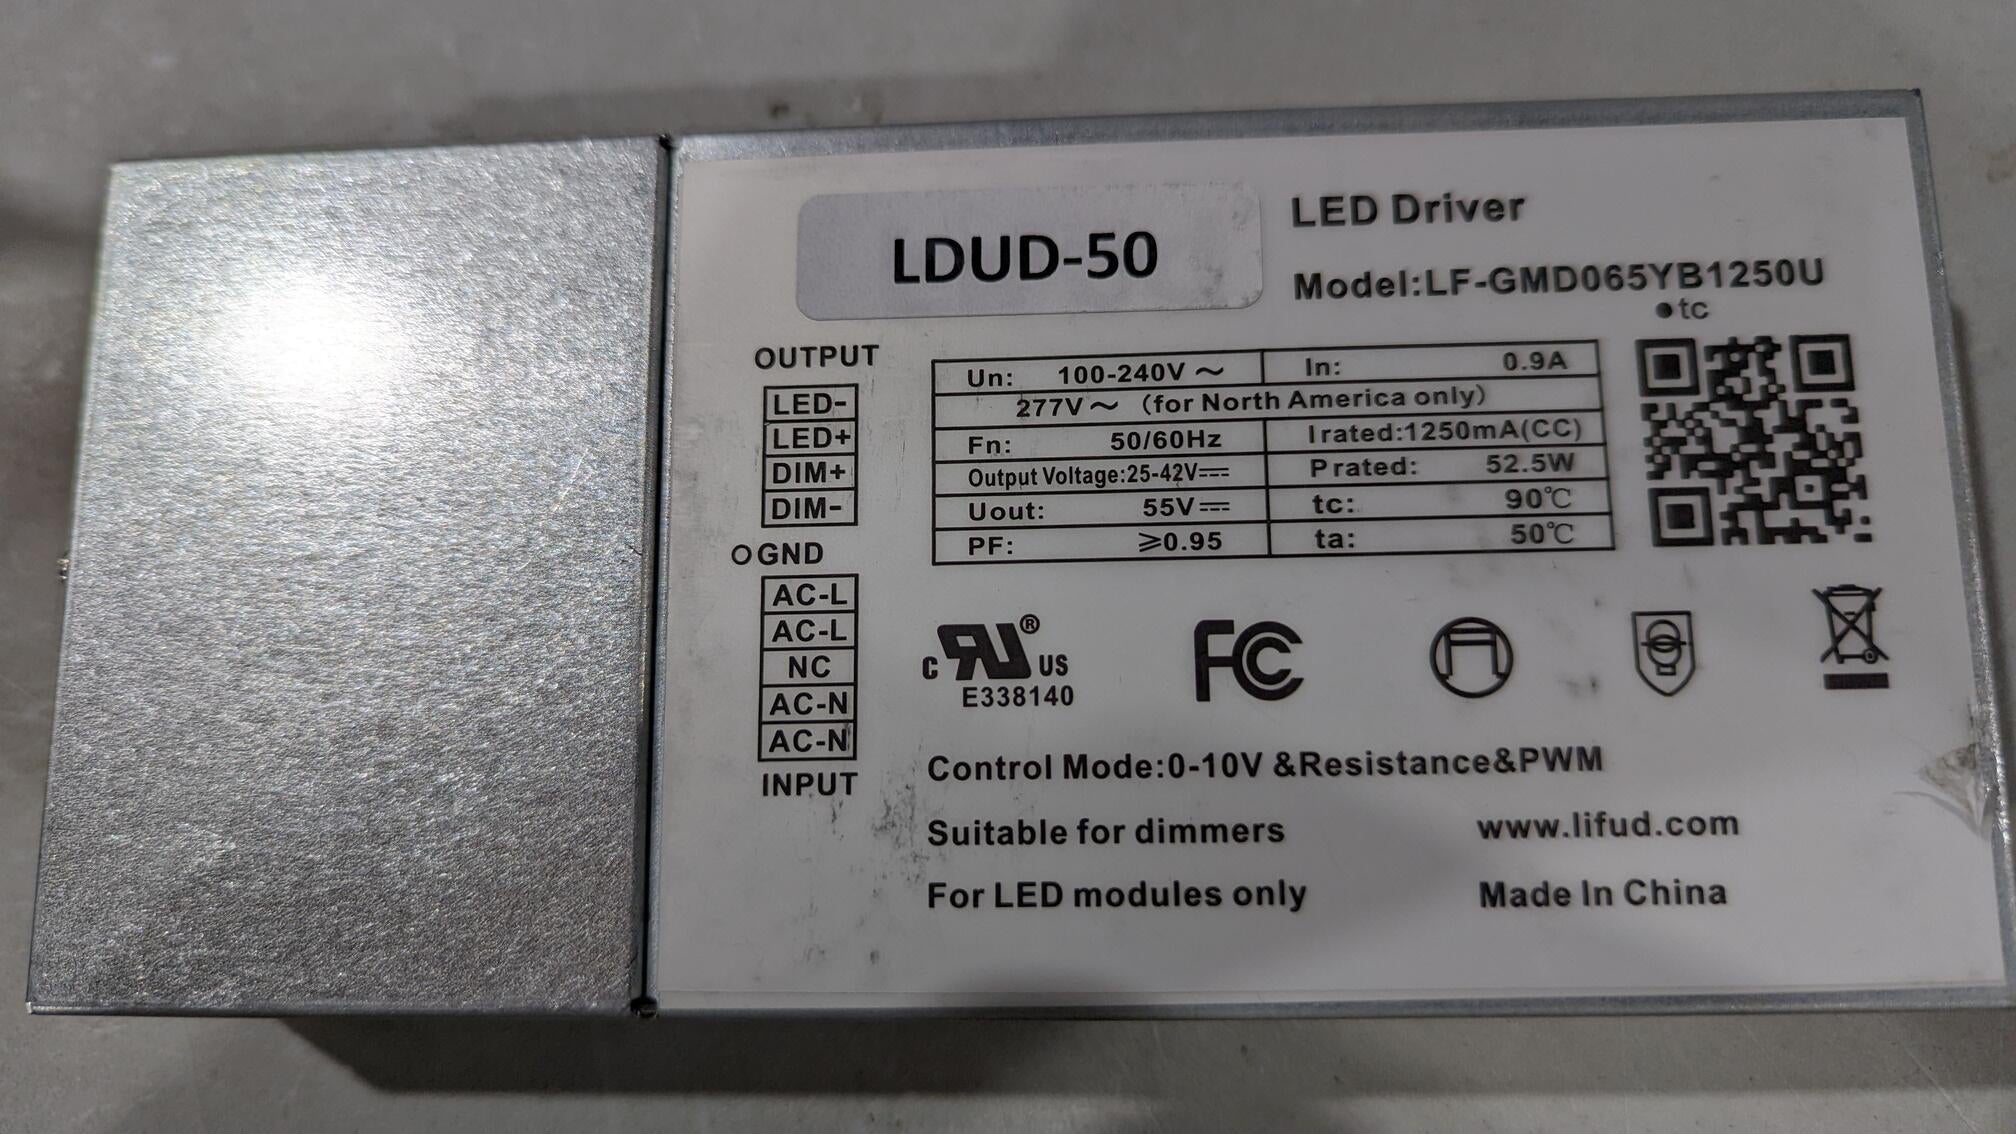 LDUD-50
LED Driver
Model:LF-GMD065YB1250U
●tc
OUTPUT
LED-
LED+
DIM+
DIM-
GND
AC-L
AC-L
NC
AC-N
AC-N
INPUT
Un: 100-240V～ In: 0.9A
277V～ (for North America only)
Fn: 50/60Hz I rated:1250mA(CC)
Output Voltage:25-42V⎓ P rated: 52.5W
Uout: 55V⎓ tc: 90℃
PF: ⩾0.95 ta: 50℃
c RU® US
E338140
FC
Control Mode:0-10V &Resistance&PWM
Suitable for dimmers www.lifud.com
For LED modules only Made In China